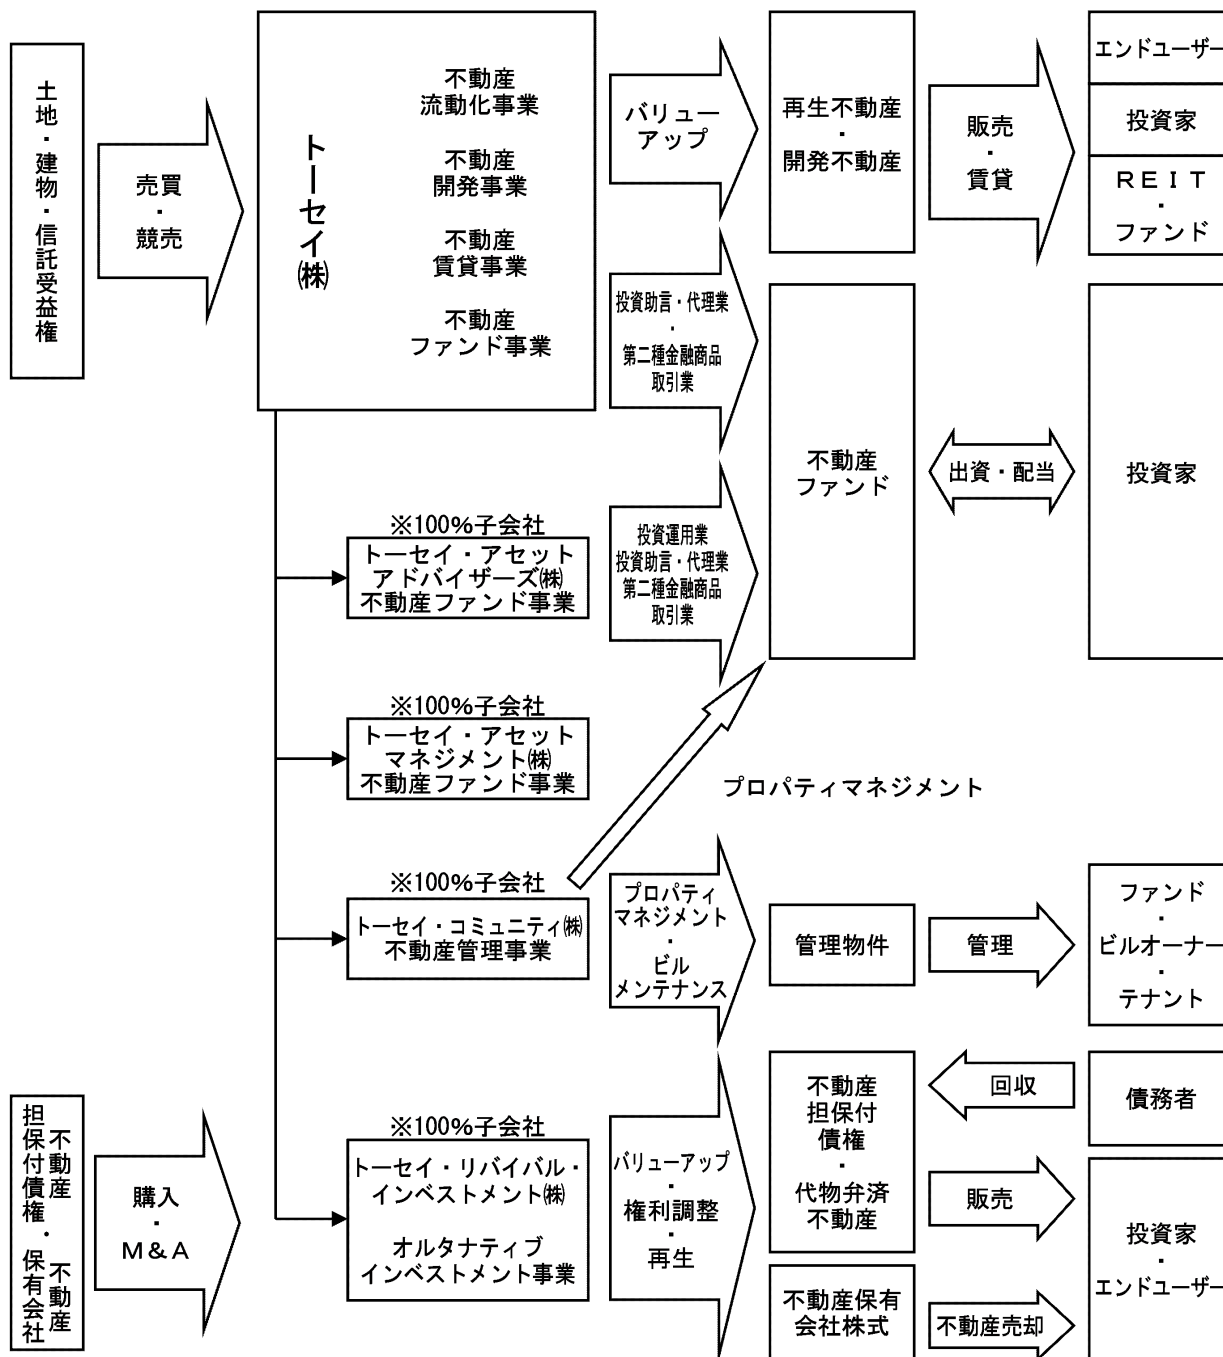 土地・建物・信託受益権
売買
・
競売
トーセイ㈱
不動産
流動化事業
不動産
開発事業
不動産
賃貸事業
不動産
ファンド事業
バリュー
アップ
再生不動産
・
開発不動産
販売
・
賃貸
エンドユーザー
投資家
ＲＥＩＴ
・
ファンド
投資助言・代理業
・
第二種金融商品
取引業
不動産
ファンド
出資・配当
投資家
※100%子会社
トーセイ・アセット
アドバイザーズ㈱
不動産ファンド事業
投資運用業
投資助言・代理業
第二種金融商品
取引業
※100%子会社
トーセイ・アセット
マネジメント㈱
不動産ファンド事業
プロパティマネジメント
※100%子会社
トーセイ・コミュニティ㈱
不動産管理事業
プロパティ
マネジメント
・
ビル
メンテナンス
管理物件
管理
ファンド
・
ビルオーナー
・
テナント
不動産
担保付債権・
不動産
保有会社
購入
・
Ｍ＆Ａ
※100%子会社
トーセイ・リバイバル・
インベストメント㈱
オルタナティブ
インベストメント事業
バリューアップ
・
権利調整
・
再生
不動産
担保付
債権
・
代物弁済
不動産
回収
債務者
販売
投資家
・
エンドユーザー
不動産保有
会社株式
不動産売却